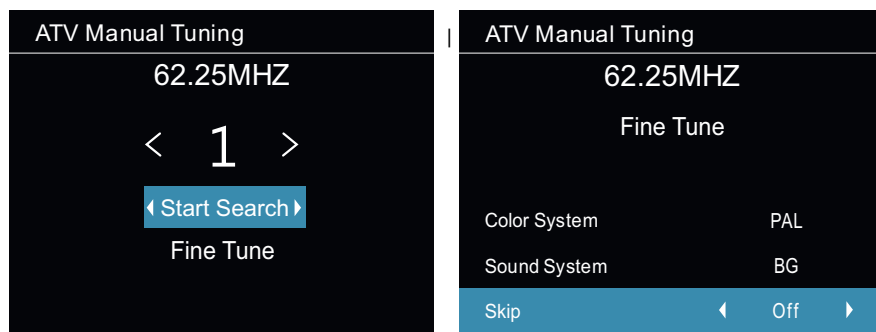 ATV Manual Tuning
62.25MHZ
< 1 >
Start Search
Fine Tune
|
ATV Manual Tuning
62.25MHZ
Fine Tune
Color System PAL
Sound System BG
Skip Off